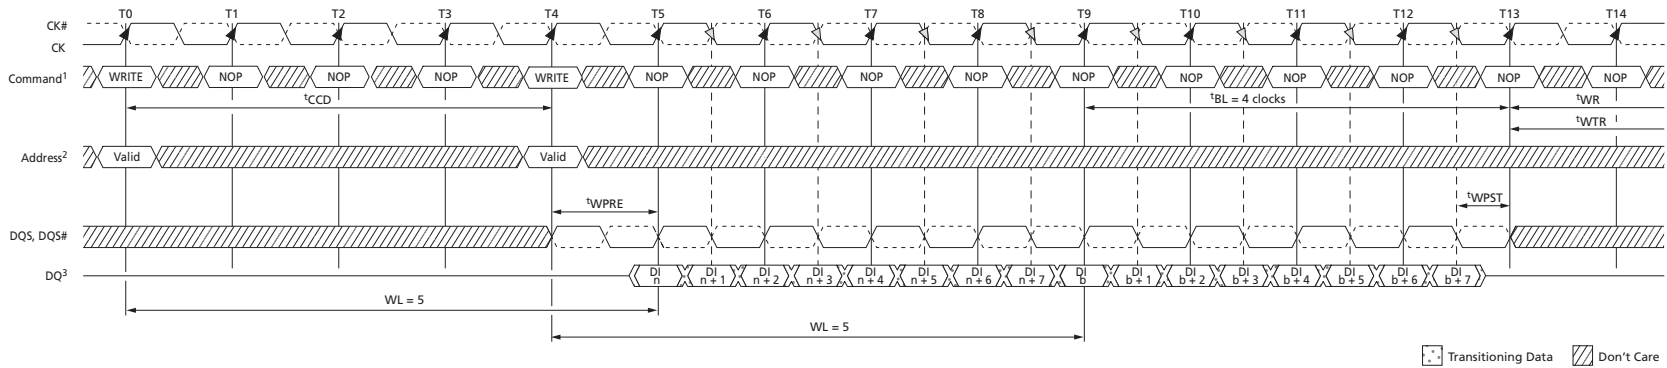 T0 T1 T2 T3 T4 T5 T6 T7 T8 T9 T10 T11 T12 T13 T14
CK#
CK
Command1 WRITE NOP NOP NOP WRITE NOP NOP NOP NOP NOP NOP NOP NOP NOP NOP
tCCD tBL = 4 clocks tWR
tWTR
Address2 Valid Valid
tWPRE tWPST
DQS, DQS#
DQ3 DI n DI n + 1 DI n + 2 DI n + 3 DI n + 4 DI n + 5 DI n + 6 DI n + 7 DI b DI b + 1 DI b + 2 DI b + 3 DI b + 4 DI b + 5 DI b + 6 DI b + 7
WL = 5
WL = 5
Transitioning Data Don't Care